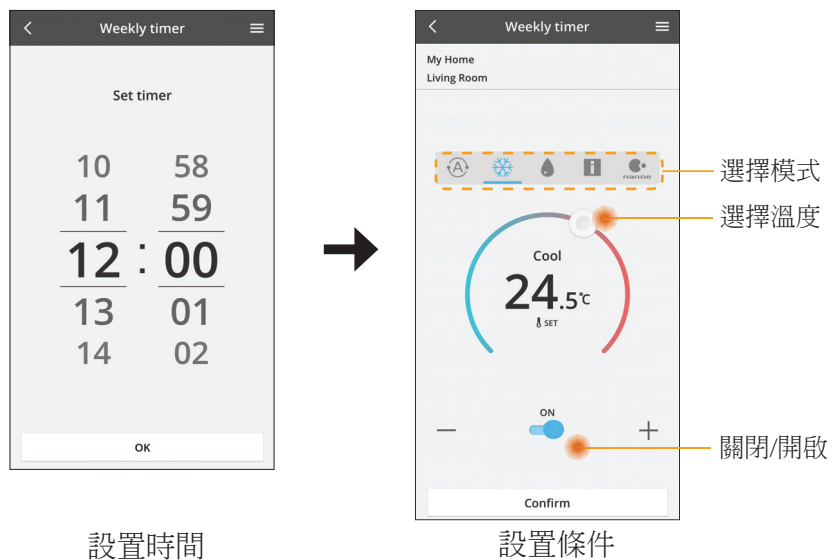 Weekly timer
Set timer
10 58
11 59
12 : 00
13 01
14 02
OK
設置時間
Weekly timer
My Home
Living Room
A
nanoe
選擇模式
選擇溫度
Cool
24.5℃
SET
ON
關閉/開啟
Confirm
設置條件